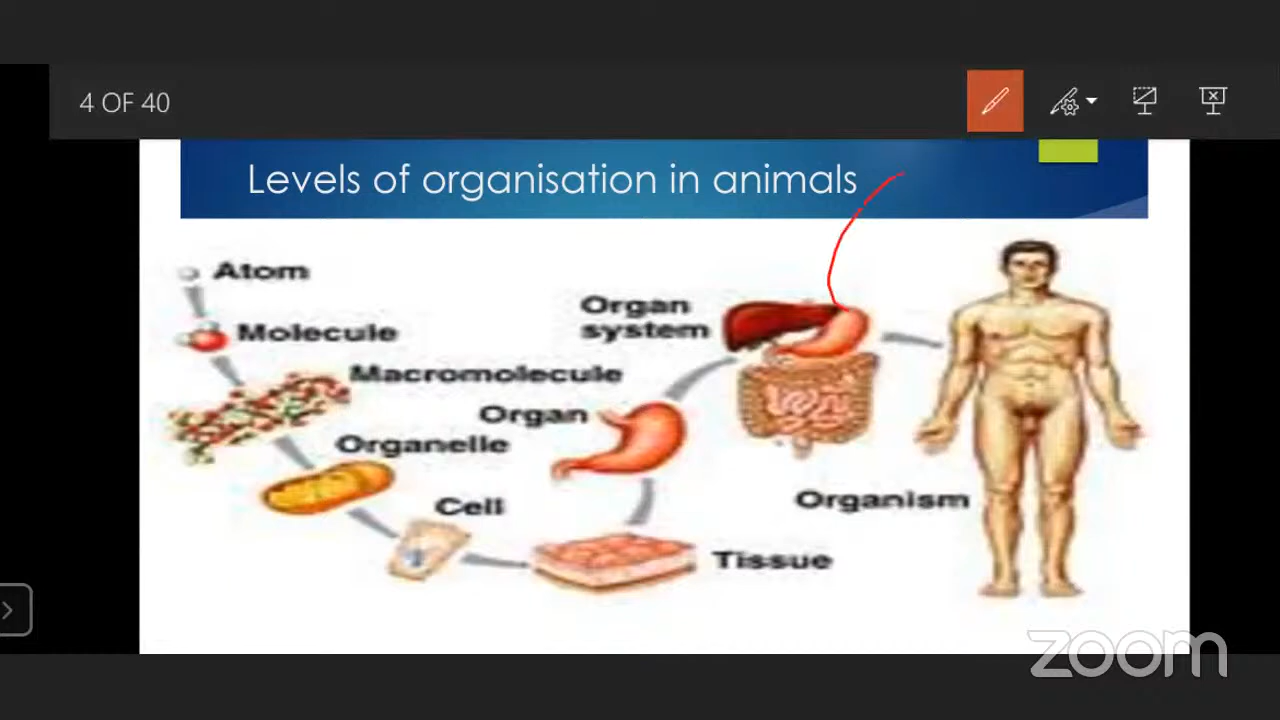 4 OF 40
Levels of organisation in animals
Atom
Molecule
Macromolecule
Organelle
Cell
Tissue
Organ
Organ
system
Organism
zoom